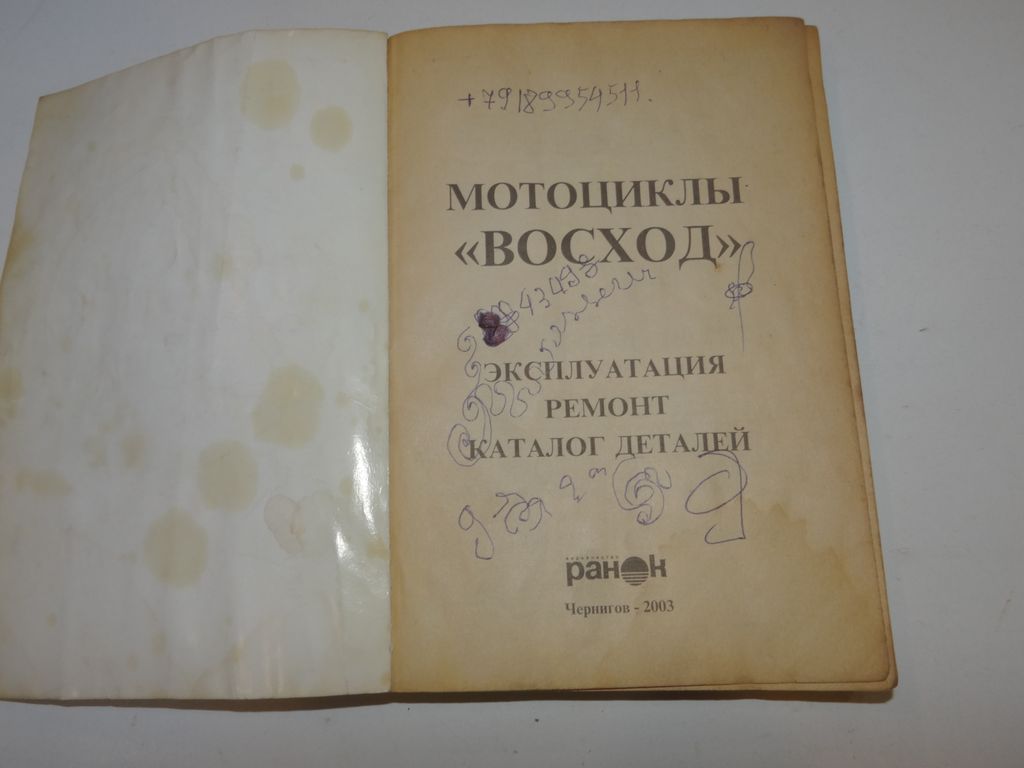 +79189954511.
МОТОЦИКЛЫ
«ВОСХОД»
ЭКСПЛУАТАЦИЯ
РЕМОНТ
КАТАЛОГ ДЕТАЛЕЙ
ранок
Чернигов - 2003